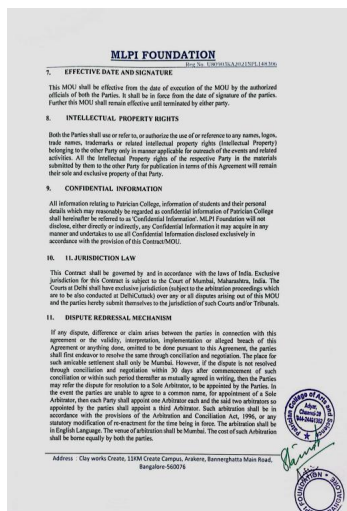 MLPI FOUNDATION
7. EFFECTIVE DATE AND SIGNATURE
This MOU shall be effective from the date of execution of the MOU by the authorized
officials of both the Parties. It shall be in force from the date of signature of the parties.
Further this MOU shall remain effective until terminated by either party.
8. INTELLECTUAL PROPERTY RIGHTS
Both the Parties shall use or refer to, or authorize the use of or reference to any names, logos,
trade names, trademarks or related intellectual property rights (Intellectual Property)
belonging to the other Party only in manner applicable for outreach of the events and related
activities. All the Intellectual Property rights of the respective Party in the materials
submitted by them to the other Party for publication in terms of this Agreement will remain
their sole and exclusive property of that Party.
9. CONFIDENTIAL INFORMATION
All information relating to Patrician College, information of students and their personal
details which may reasonably be regarded as confidential information of Patrician College
shall hereinafter be referred to as 'Confidential Information'. MLPI Foundation will not
disclose, either directly or indirectly, any Confidential Information it may acquire in any
manner and undertakes to use all Confidential Information disclosed exclusively in
accordance with the provision of this Contract/MOU.
10. 11. JURISDICTION LAW
This Contract shall be governed by and in accordance with the laws of India. Exclusive
jurisdiction for this Contract is subject to the Court of Mumbai, Maharashtra, India. The
Courts at Delhi shall have exclusive jurisdiction (subject to the arbitration proceedings which
are to be also conducted at Delhi/Cuttack) over any or all disputes arising out of this MOU
and the parties hereby submit themselves to the jurisdiction of such Courts and/or Tribunals.
11. DISPUTE REDRESSAL MECHANISM
If any dispute, difference or claim arises between the parties in connection with this
agreement or the validity, interpretation, implementation or alleged breach of this
Agreement or anything done, omitted to be done pursuant to this Agreement, the parties
shall first endeavor to resolve the same through conciliation and negotiation. The place for
such amicable settlement shall only be Mumbai. However, if the dispute is not resolved
through conciliation and negotiation within 30 days after commencement of such
conciliation or within such period thereafter as mutually agreed in writing, then the Parties
may refer the dispute for resolution to a Sole Arbitrator, to be appointed by the Parties. In
the event the parties are unable to agree to a common name, for appointment of a Sole
Arbitrator, then each Party shall appoint one Arbitrator each and the said two arbitrators so
appointed by the parties shall appoint a third Arbitrator. Such arbitration shall be in
accordance with the provisions of the Arbitration and Conciliation Act, 1996, or any
statutory modification of re-enactment for the time being in force. The arbitration shall be
in English Language. The venue of arbitration shall be Mumbai. The cost of such Arbitration
shall be borne equally by both the parties.
College of Arts and
Adyar,
Chennai-20
Address : Clay works Create, 11KM Create Campus, Arakere, Bannerghatta Main Road,
Bangalore-560076
FOUNDATION